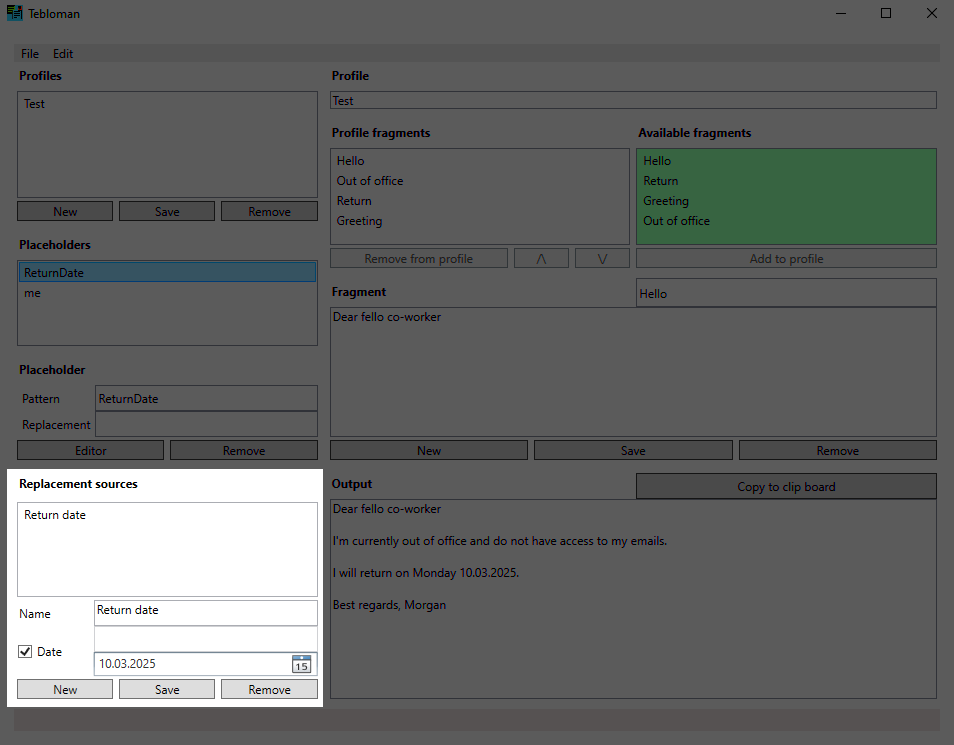 Tebloman
File Edit
Profiles
Test
New Save Remove
Placeholders
ReturnDate
me
Placeholder
Pattern ReturnDate
Replacement
Editor Remove
Replacement sources
Return date
Name Return date
Date
10.03.2025 15
New Save Remove
Profile
Test
Profile fragments
Hello
Out of office
Return
Greeting
Remove from profile
Available fragments
Hello
Return
Greeting
Out of office
Add to profile
Fragment Hello
Dear fello co-worker
New Save Remove
Output Copy to clip board
Dear fello co-worker
I'm currently out of office and do not have access to my emails.
I will return on Monday 10.03.2025.
Best regards, Morgan